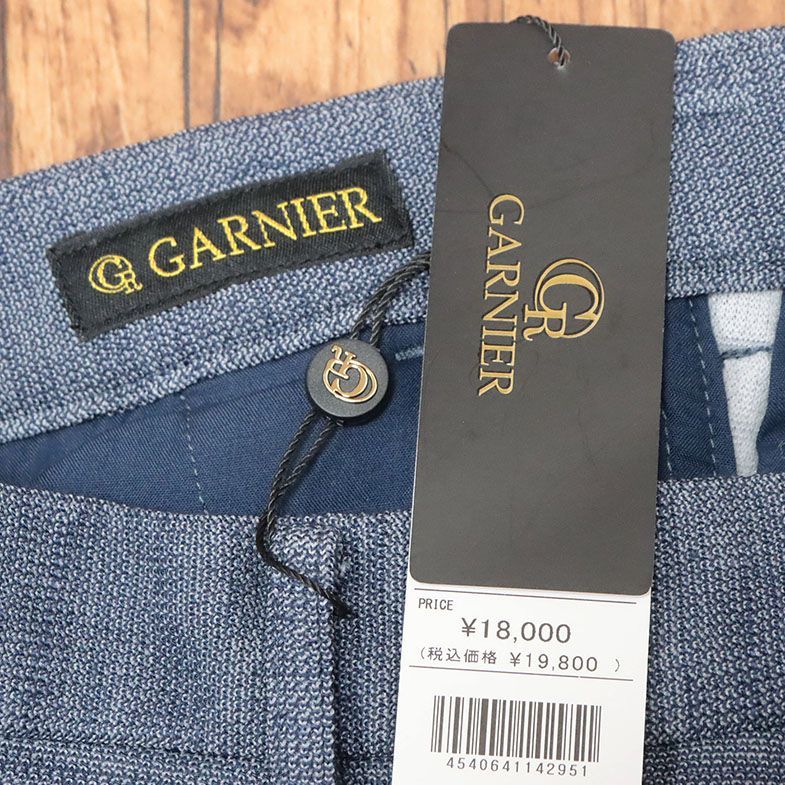 GR GARNIER
GR
GR
GARNIER
PRICE
¥18,000
(税込価格 ¥19,800 )
4540641142951